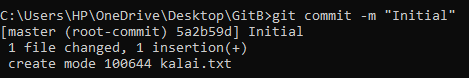 C:\Users\HP\OneDrive\Desktop\GitB>git commit -m "Initial"
[master (root-commit) 5a2b59d] Initial
 1 file changed, 1 insertion(+)
 create mode 100644 kalai.txt